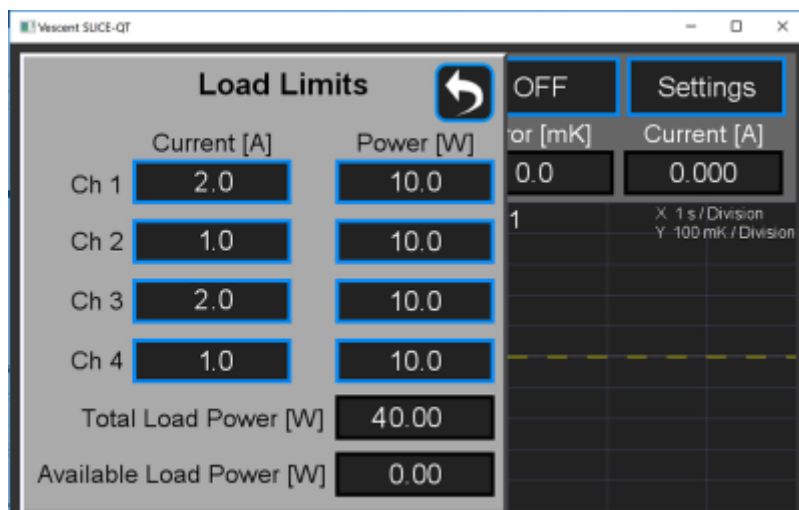 Vescent SLICE-QT
Load Limits
OFF
Settings
Current [A]
Power [W]
ror [mK]
Current [A]
Ch 1
2.0
10.0
0.0
0.000
1
X 1 s / Division
Y 100 mK / Division
Ch 2
1.0
10.0
Ch 3
2.0
10.0
Ch 4
1.0
10.0
Total Load Power [W]
40.00
Available Load Power [W]
0.00